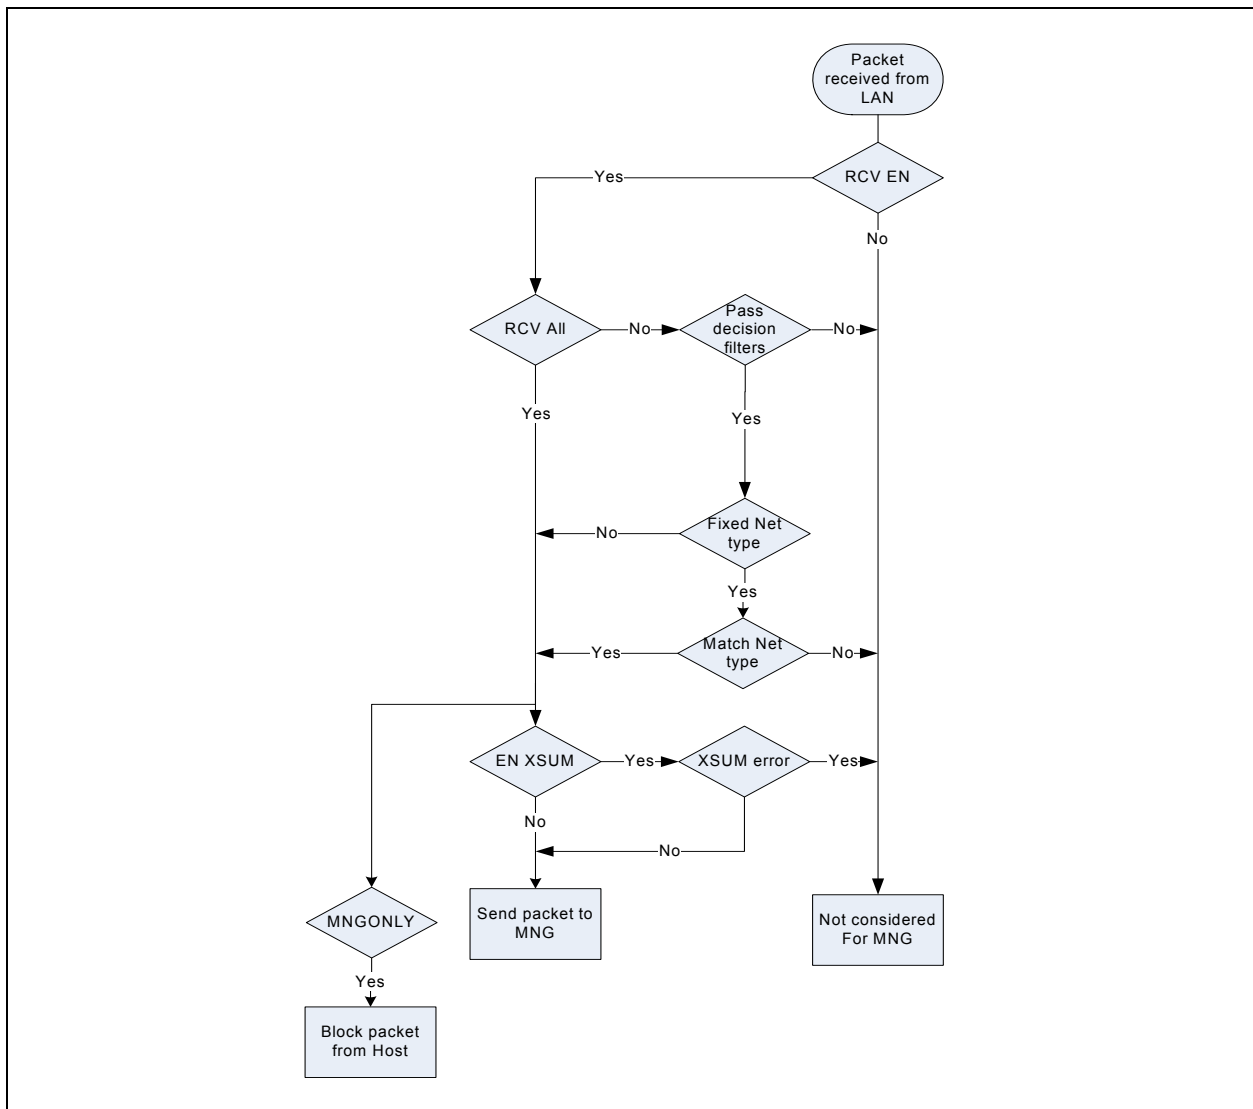 Packet
received from
LAN
Yes
RCV EN
No
RCV All
No
Pass
decision
filters
No
Yes
Yes
No
Fixed Net
type
Yes
Yes
Match Net
type
No
EN XSUM
Yes
XSUM error
Yes
No
No
MNGONLY
Send packet to
MNG
Not considered
For MNG
Yes
Block packet
from Host